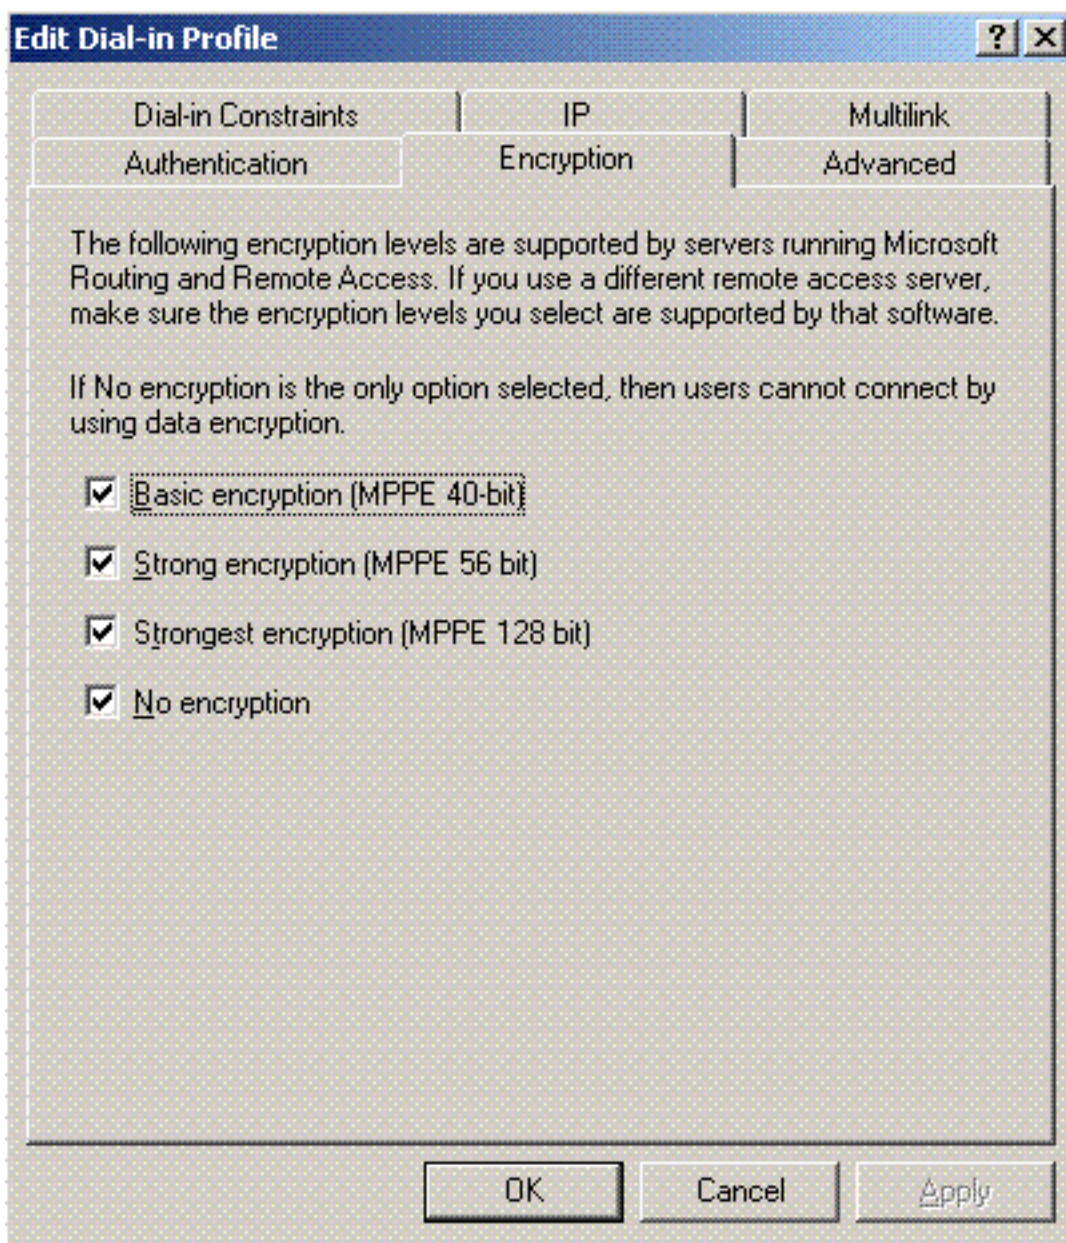 Edit Dial-in Profile
Dial-in Constraints IP Multilink
Authentication Encryption Advanced
The following encryption levels are supported by servers running Microsoft
Routing and Remote Access. If you use a different remote access server,
make sure the encryption levels you select are supported by that software.
If No encryption is the only option selected, then users cannot connect by
using data encryption.
Basic encryption (MPPE 40-bit)
Strong encryption (MPPE 56 bit)
Strongest encryption (MPPE 128 bit)
No encryption
OK Cancel Apply